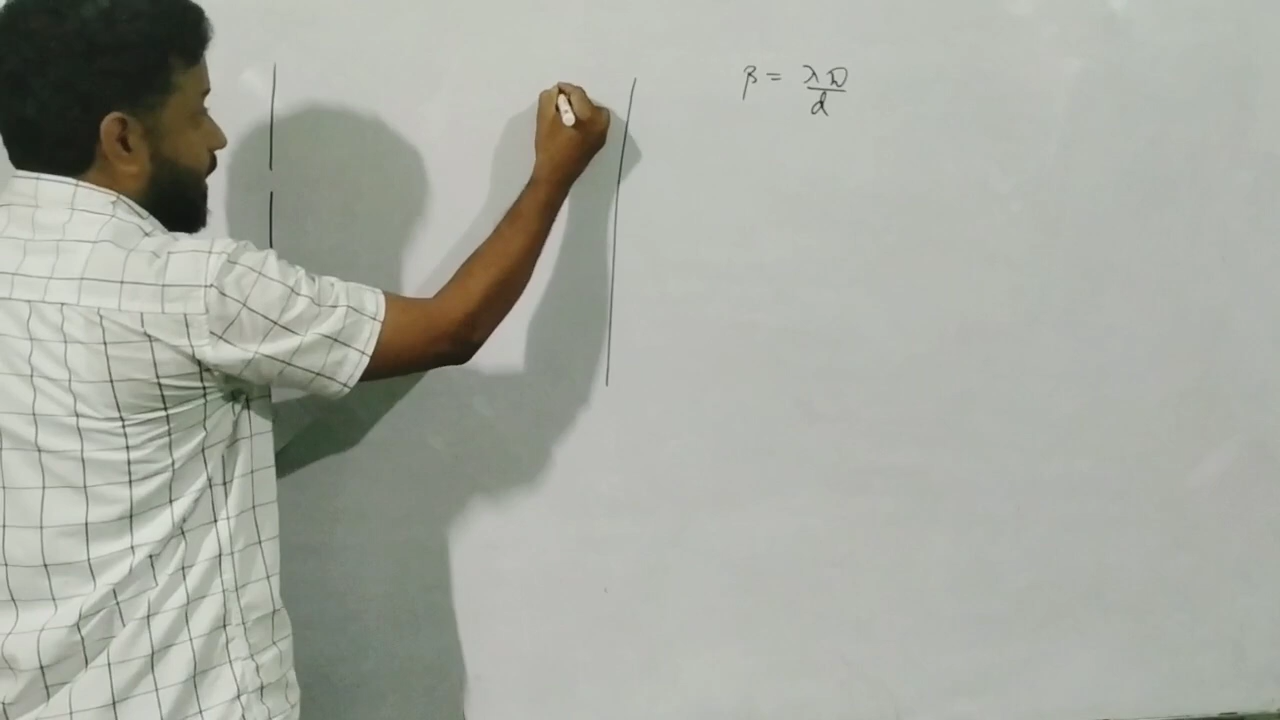 β = λD/d